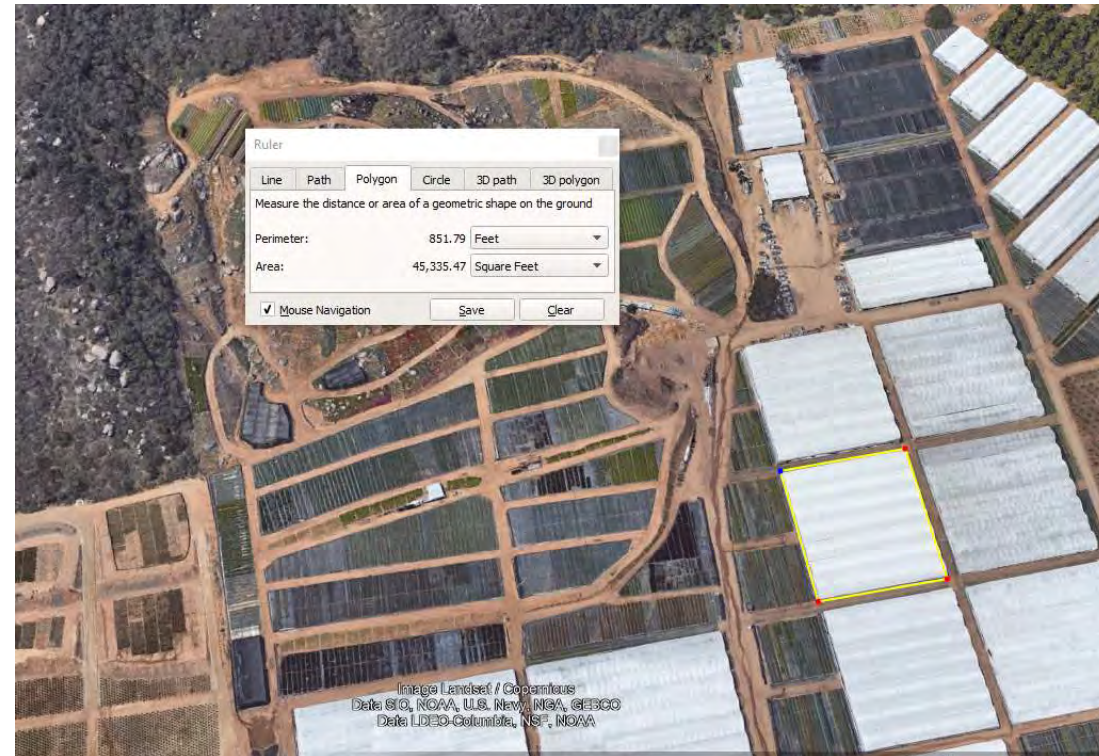 Ruler
Line Path Polygon Circle 3D path 3D polygon
Measure the distance or area of a geometric shape on the ground
Perimeter: 851.79 Feet
Area: 45,335.47 Square Feet
Mouse Navigation Save Clear
Image Landsat / Copernicus
Data SIO, NOAA, U.S. Navy, NGA, GEBCO
Data LDEO-Columbia, NSF, NOAA